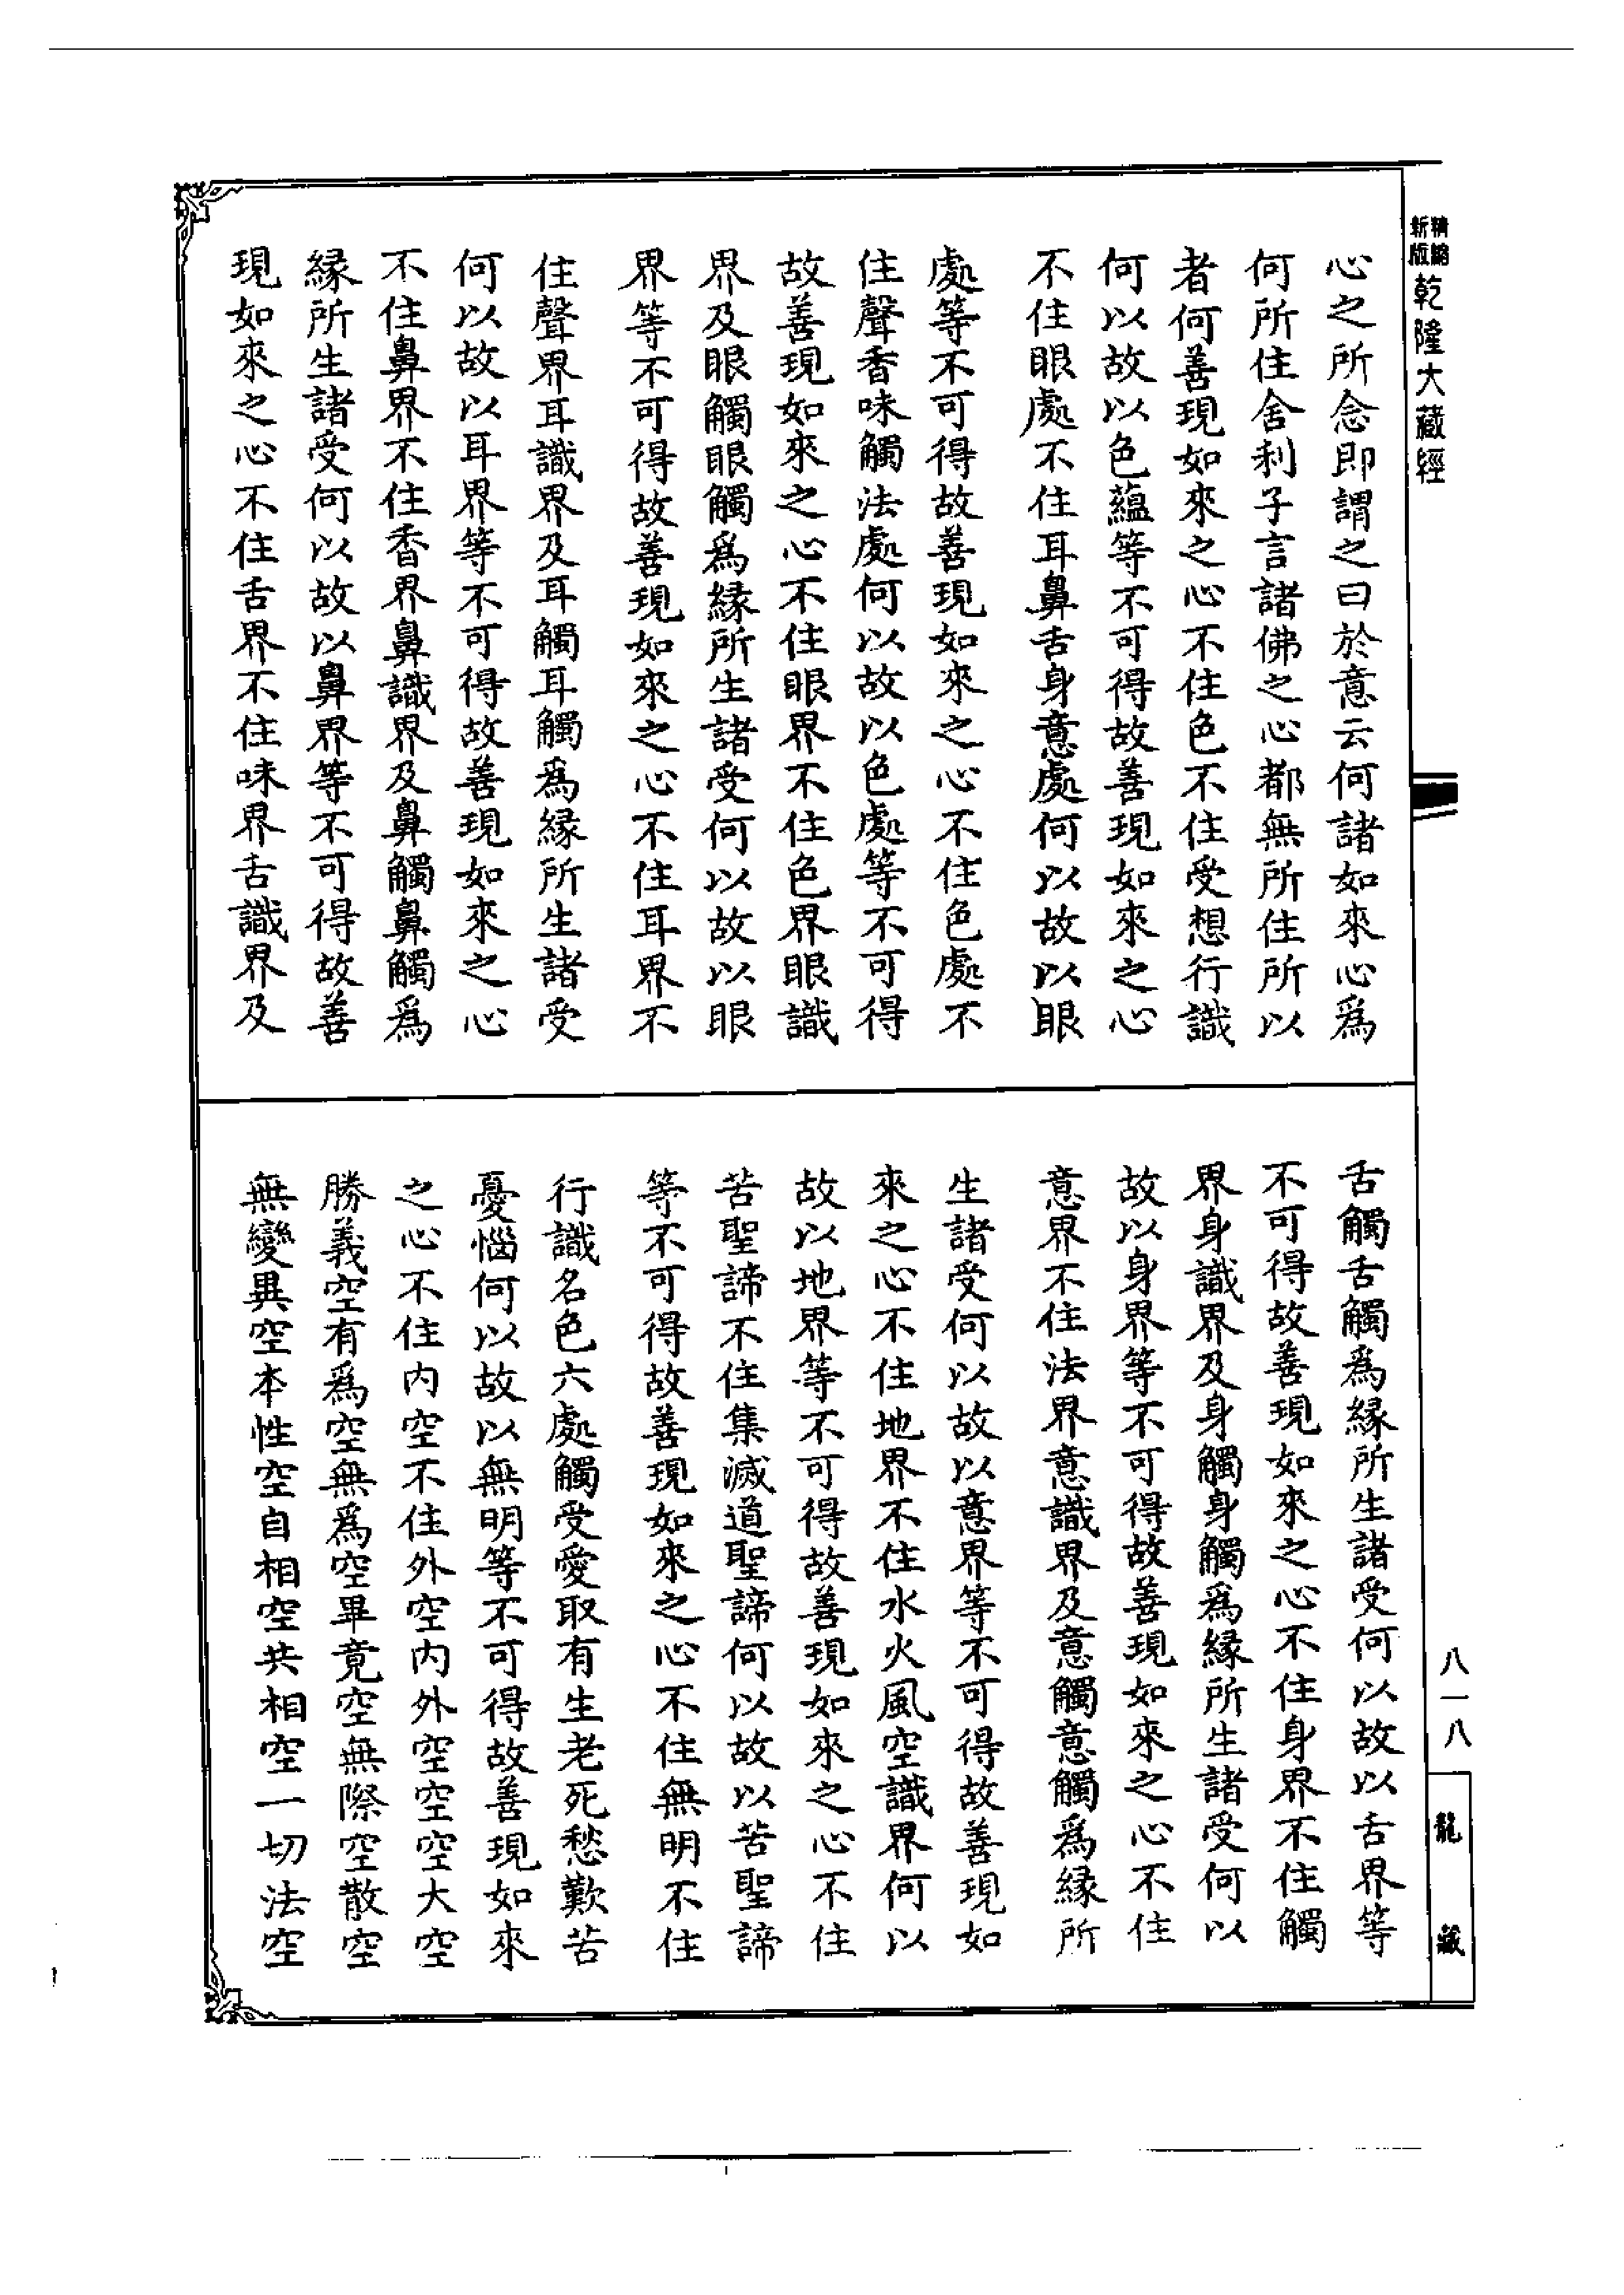 精縮新版乾隆大藏經
心之所念即謂之曰於意云何諸如來心為
何所住舍利子言諸佛之心都無所住所以
者何善現如來之心不住色不住受想行識
何以故以色蘊等不可得故善現如來之心
不住眼處不住耳鼻舌身意處何以故以眼
處等不可得故善現如來之心不住色處不
住聲香味觸法處何以故以色處等不可得
故善現如來之心不住眼界不住色界眼識
界及眼觸眼觸為緣所生諸受何以故以眼
界等不可得故善現如來之心不住耳界不
住聲界耳識界及耳觸耳觸為緣所生諸受
何以故以耳界等不可得故善現如來之心
不住鼻界不住香界鼻識界及鼻觸鼻觸為
緣所生諸受何以故以鼻界等不可得故善
現如來之心不住舌界不住味界舌識界及
舌觸舌觸為緣所生諸受何以故以舌界等
不可得故善現如來之心不住身界不住觸
界身識界及身觸身觸為緣所生諸受何以
故以身界等不可得故善現如來之心不住
意界不住法界意識界及意觸意觸為緣所
生諸受何以故以意界等不可得故善現如
來之心不住地界不住水火風空識界何以
故以地界等不可得故善現如來之心不住
苦聖諦不住集滅道聖諦何以故以苦聖諦
等不可得故善現如來之心不住無明不住
行識名色六處觸受愛取有生老死愁歎苦
憂惱何以故以無明等不可得故善現如來
之心不住內空不住外空內外空空空大空
勝義空有為空無為空畢竟空無際空散空
無變異空本性空自相空共相空一切法空
八一八
龍藏